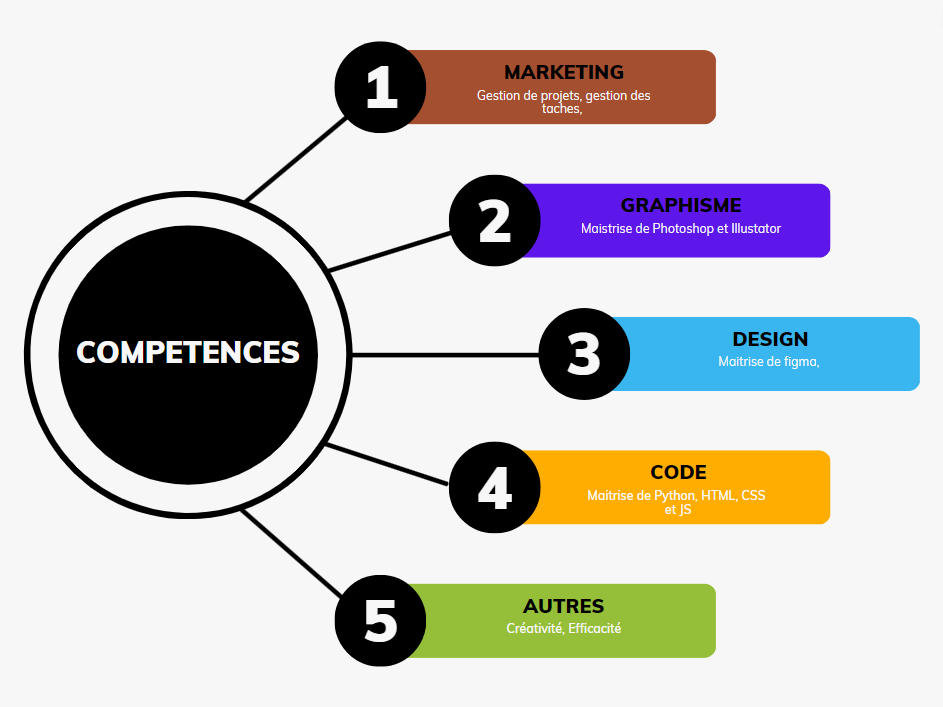 COMPETENCES
1
MARKETING
Gestion de projets, gestion des
taches,
2
GRAPHISME
Maistrise de Photoshop et Illustator
3
DESIGN
Maitrise de figma,
4
CODE
Maitrise de Python, HTML, CSS
et JS
5
AUTRES
Créativité, Efficacité